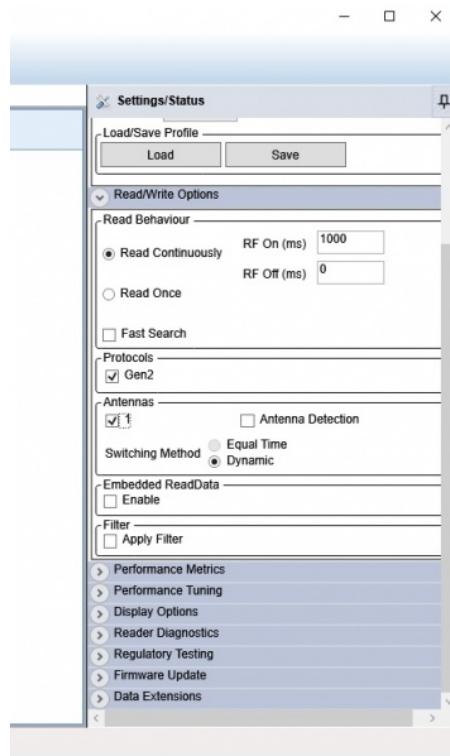 Settings/Status
Load/Save Profile
Load Save
Read/Write Options
Read Behaviour
Read Continuously RF On (ms) 1000
RF Off (ms) 0
Read Once
Fast Search
Protocols
Gen2
Antennas
1 Antenna Detection
Switching Method Equal Time
Dynamic
Embedded ReadData
Enable
Filter
Apply Filter
Performance Metrics
Performance Tuning
Display Options
Reader Diagnostics
Regulatory Testing
Firmware Update
Data Extensions